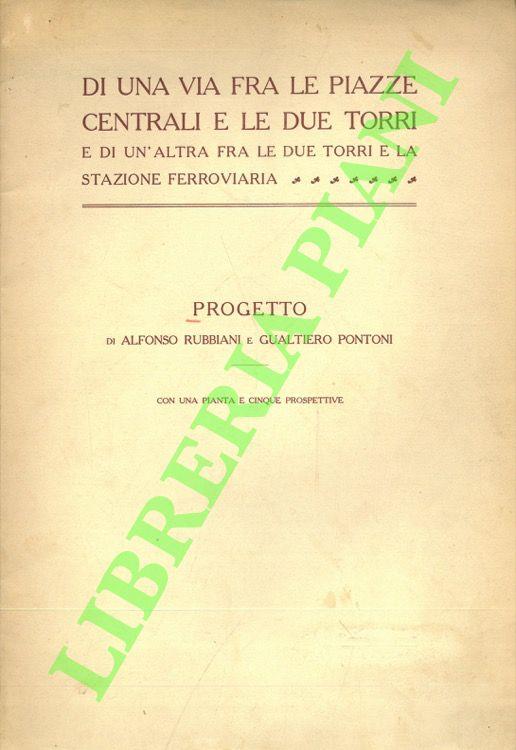 DI UNA VIA FRA LE PIAZZE
CENTRALI E LE DUE TORRI
E DI UN'ALTRA FRA LE DUE TORRI E LA
STAZIONE FERROVIARIA
PROGETTO
DI ALFONSO RUBBIANI E GUALTIERO PONTONI
CON UNA PIANTA E CINQUE PROSPETTIVE
LIBRERIA PIANI